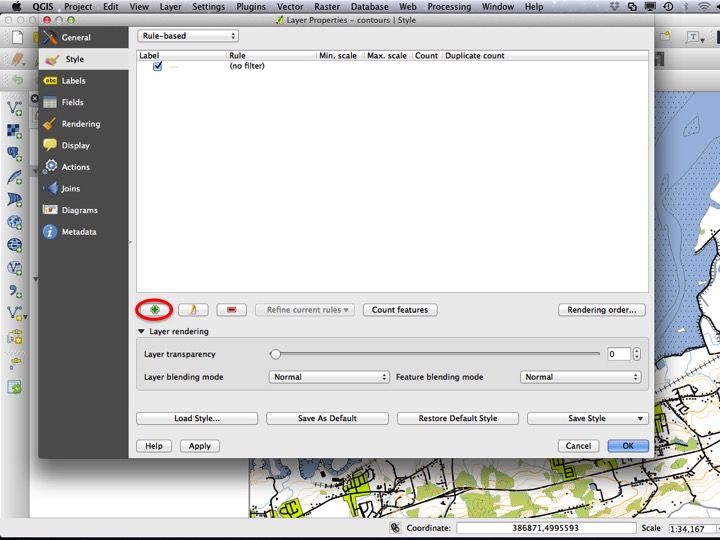 QGIS Project Edit View Layer Settings Plugins Vector Raster Database Web Processing Window Help
Layer Properties - contours | Style
General
Style
Labels
Fields
Rendering
Display
Actions
Joins
Diagrams
Metadata
Rule-based
Label Rule Min. scale Max. scale Count Duplicate count
(no filter)
Refine current rules
Count features
Rendering order...
Layer rendering
Layer transparency
0
Layer blending mode
Normal
Feature blending mode
Normal
Load Style...
Save As Default
Restore Default Style
Save Style
Help
Apply
Cancel
OK
Coordinate:
386871,4995593
Scale
1:34,167